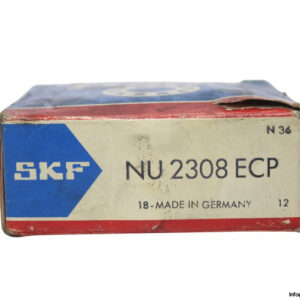 N 36
SKF
NU 2308 ECP
18-MADE IN GERMANY
12